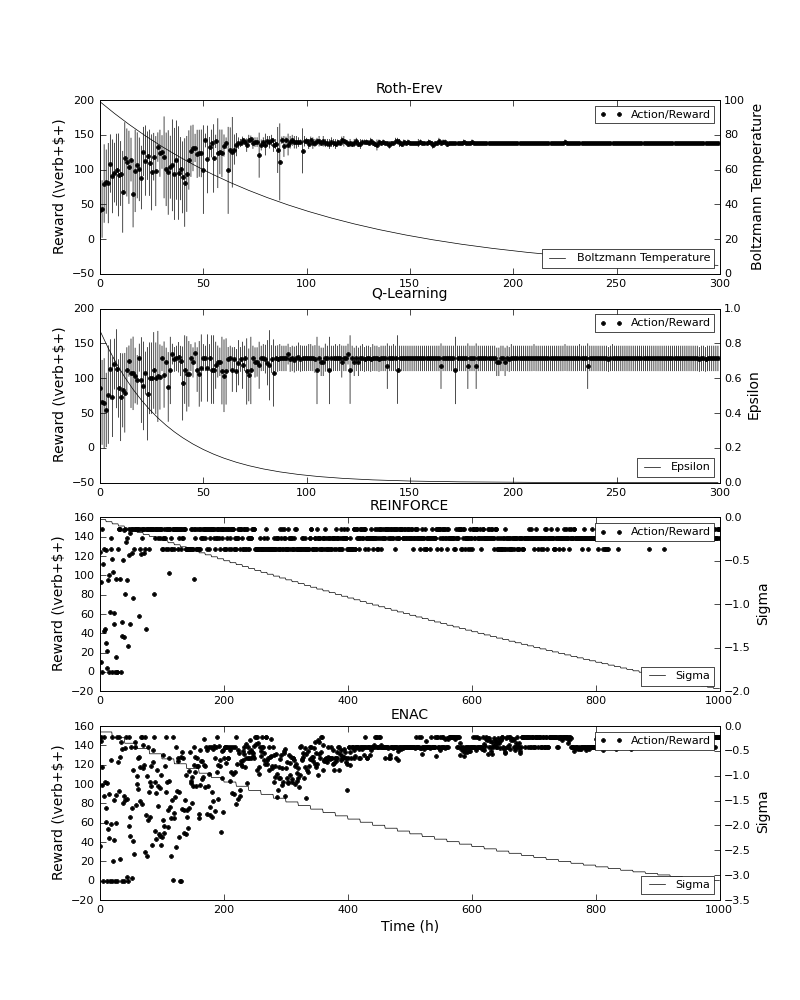 Roth-Erev
200 100
Action/Reward
150 80
100 60
50 40
0 20
−50 0
Reward (\verb+$+)
Boltzmann Temperature
Boltzmann Temperature
0 50 100 150 200 250 300
Q-Learning
200 1.0
Action/Reward
150 0.8
100 0.6
50 0.4
0 0.2
−50 0.0
Reward (\verb+$+)
Epsilon
Epsilon
0 50 100 150 200 250 300
REINFORCE
160 0.0
Action/Reward
140
120 −0.5
100
80 −1.0
60
40 −1.5
20
0
−20 −2.0
Reward (\verb+$+)
Sigma
Sigma
0 200 400 600 800 1000
ENAC
160 0.0
Action/Reward
140 −0.5
120 −1.0
100 −1.5
80 −2.0
60
40 −2.5
20 −3.0
0
−20 −3.5
Reward (\verb+$+)
Sigma
Sigma
0 200 400 600 800 1000
Time (h)